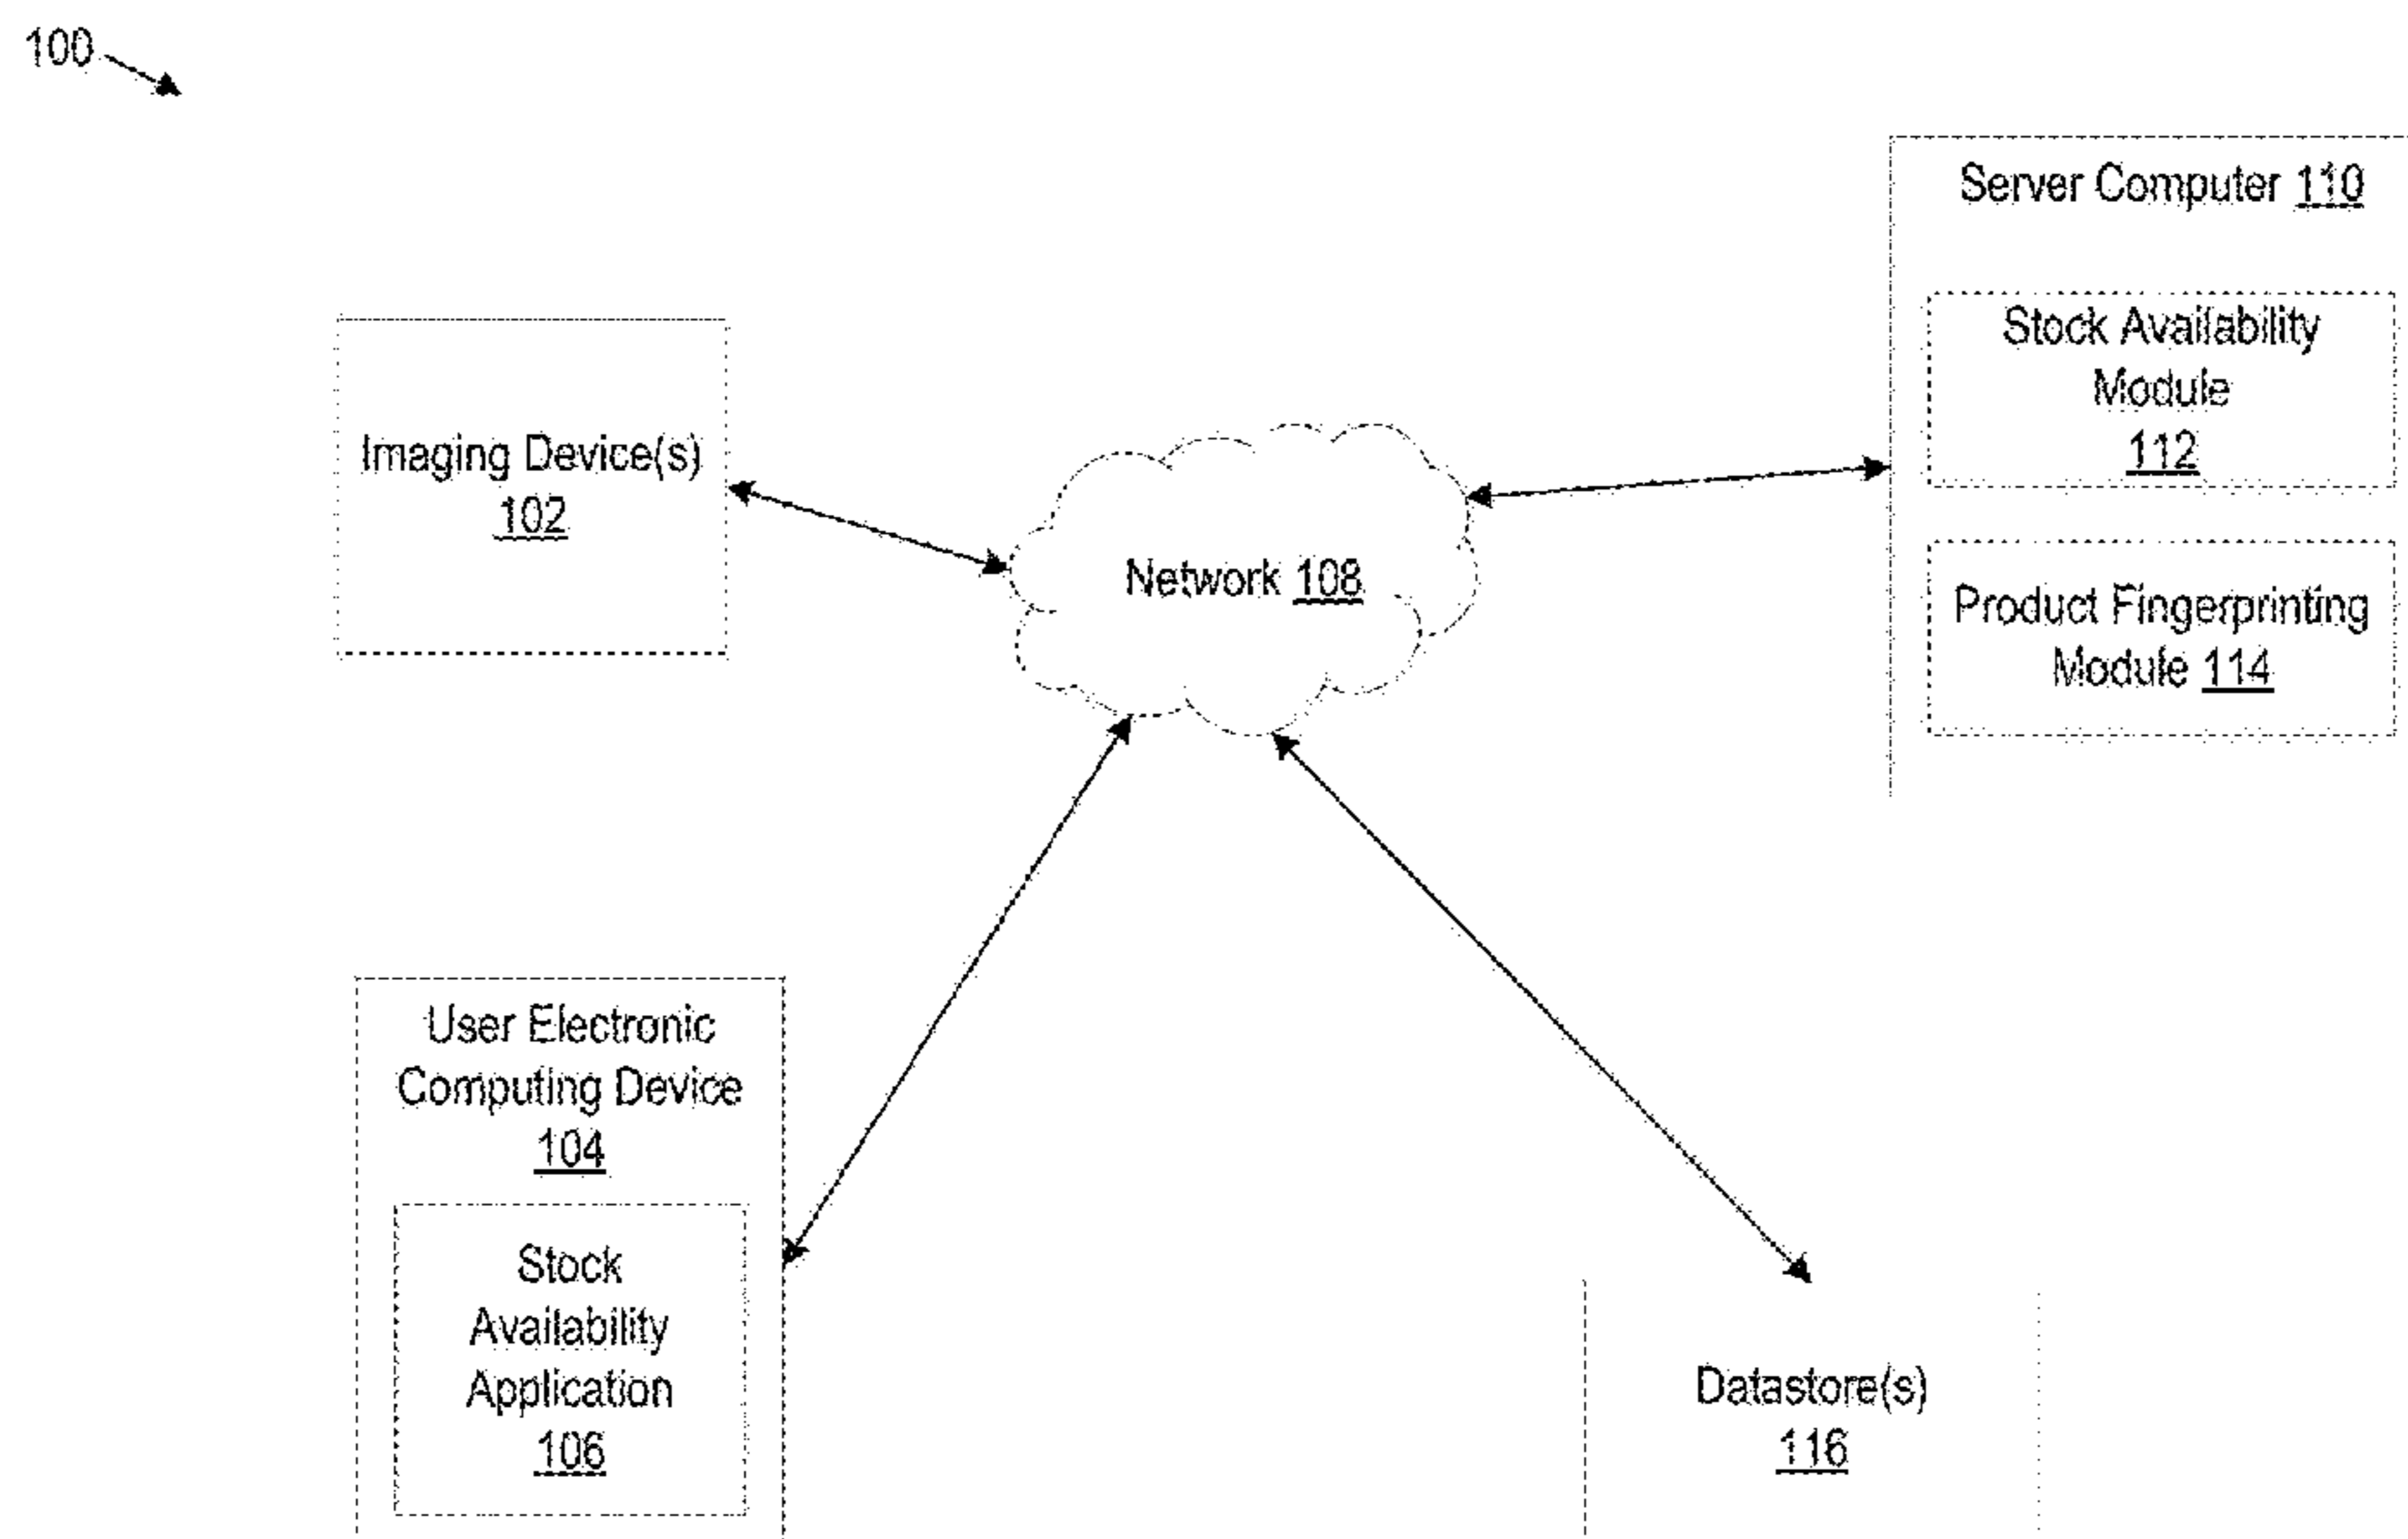 100
Server Computer 110
Stock Availability
Module
112
Product Fingerprinting
Module 114
Imaging Device(s)
102
Network 108
User Electronic
Computing Device
104
Stock
Availability
Application
106
Datastore(s)
116